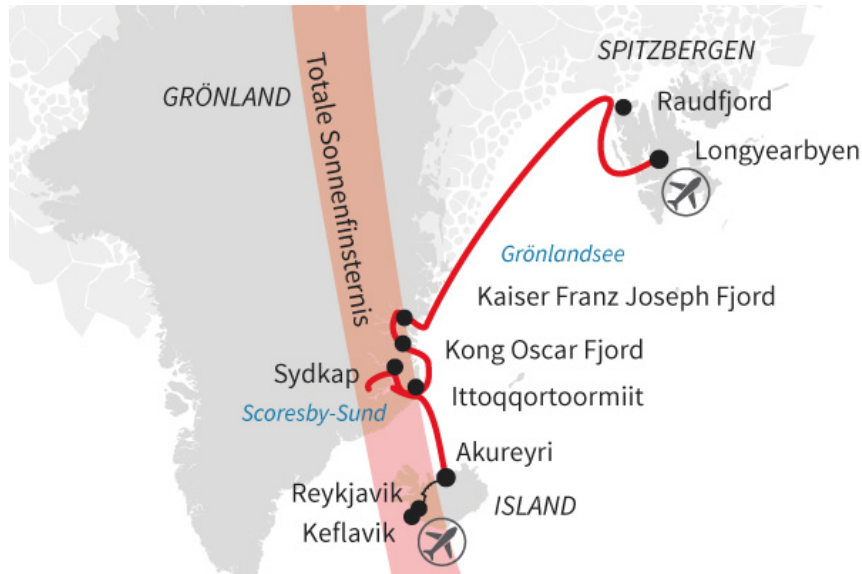 SPITZBERGEN
GRÖNLAND
Totale Sonnenfinsternis
Raudfjord
Longyearbyen
Grönlandsee
Kaiser Franz Joseph Fjord
Kong Oscar Fjord
Sydkap
Ittoqqortoormiit
Scoresby-Sund
Akureyri
Reykjavik
ISLAND
Keflavik